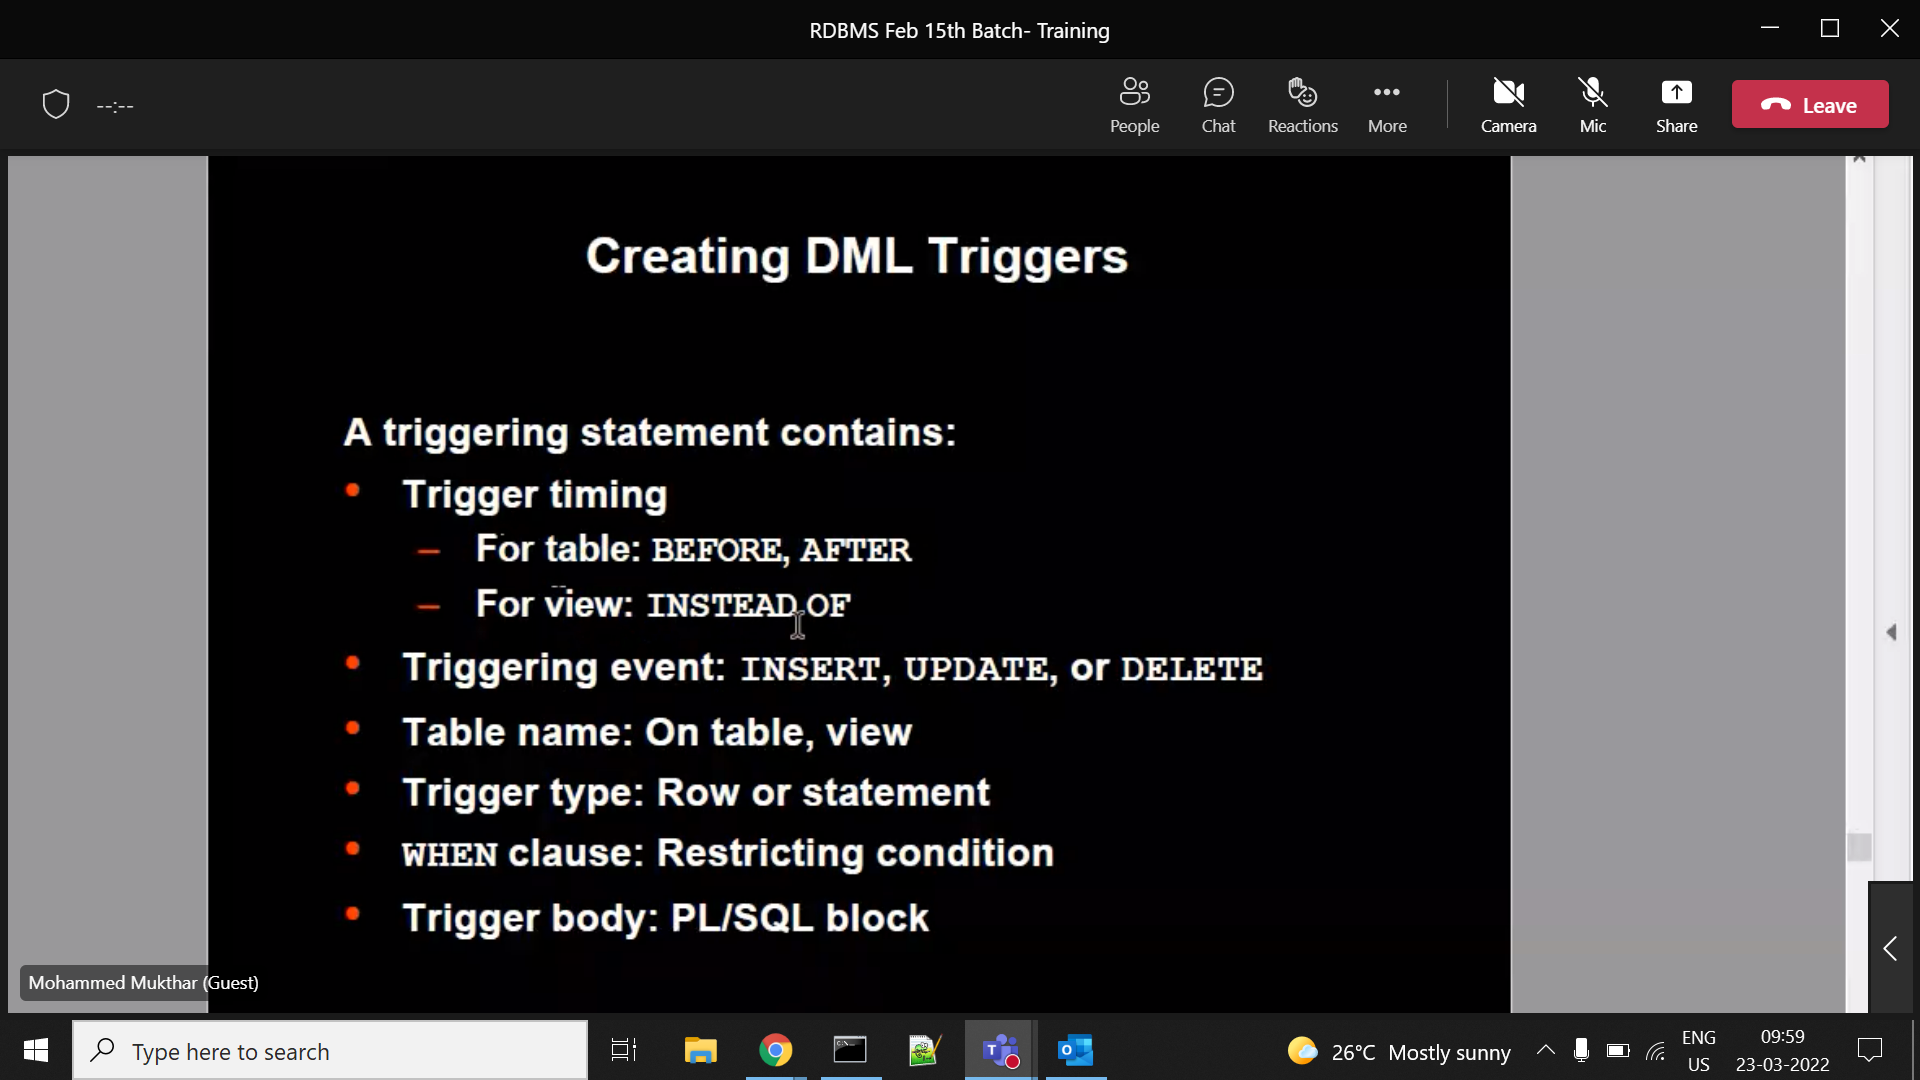 RDBMS Feb 15th Batch- Training
--:--
People
Chat
Reactions
More
Camera
Mic
Share
Leave
Creating DML Triggers
A triggering statement contains:
• Trigger timing
– For table: BEFORE, AFTER
– For view: INSTEAD OF
• Triggering event: INSERT, UPDATE, or DELETE
• Table name: On table, view
• Trigger type: Row or statement
• WHEN clause: Restricting condition
• Trigger body: PL/SQL block
Mohammed Mukthar (Guest)
Type here to search
26°C Mostly sunny
ENG
US
09:59
23-03-2022